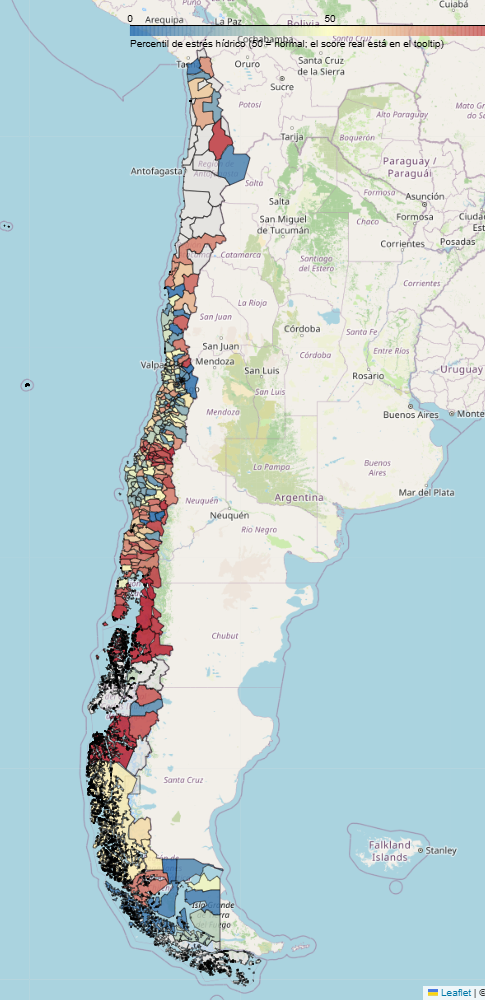 Puno
0
50
Arequipa
La Paz
Bolivia
Cuiabá
Cochabamba
Percentil de estrés hídrico (50 = normal; el score real está en el tooltip)
Oruro
Santa Cruz
de la Sierra
Sucre
Potosí
Alto Paraguay
Boquerón
Tarija
Paraguay /
Paraguái
Antofagasta
Salta
Formosa
Asunción
Salta
Formosa
San Miguel
de Tucumán
Chaco
Corrientes
Posadas
Catamarca
Santiago
del Estero
Corrientes
La Rioja
San Juan
Córdoba
Santa Fe
Entre Ríos
San Juan
Mendoza
Córdoba
Uruguay
San Luis
Rosario
San Luis
Mendoza
Buenos Aires
La Pampa
Buenos
Aires
Mar del Plata
Neuquén
Argentina
Neuquén
Río Negro
Chubut
Santa Cruz
Falkland
Islands
Stanley
Leaflet | ©